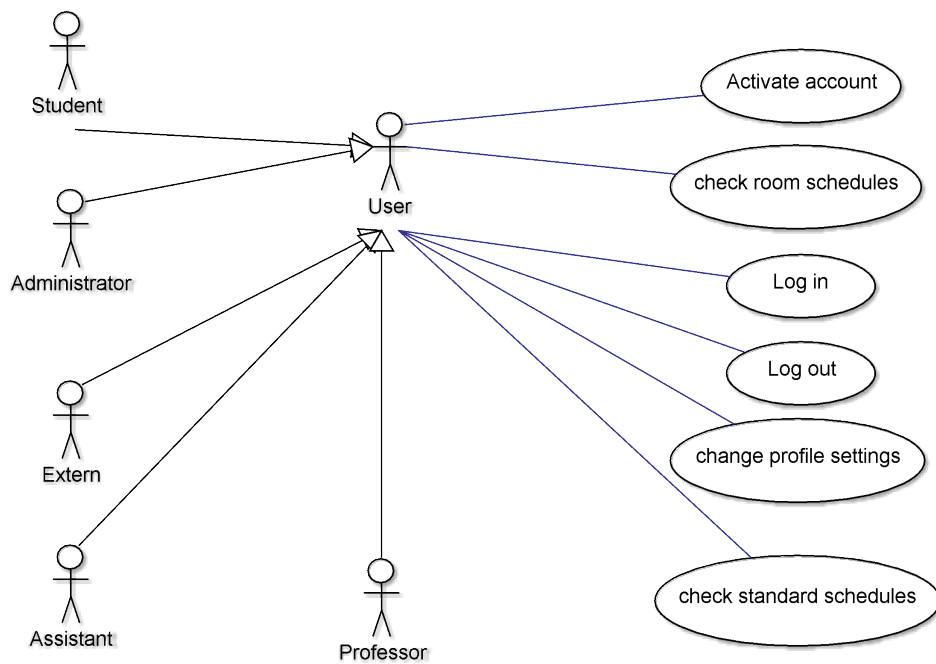 Student
Activate account
check room schedules
User
Administrator
Log in
Log out
Extern
change profile settings
check standard schedules
Assistant
Professor